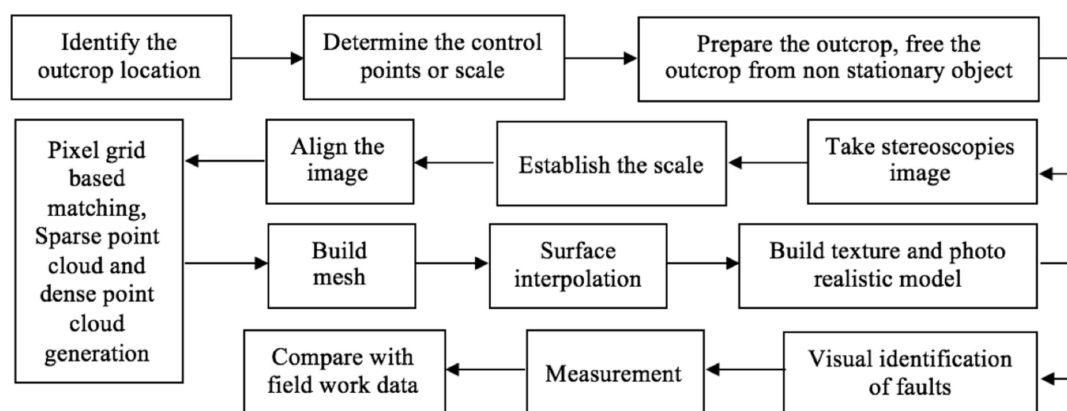 Identify the
outcrop location
Determine the control
points or scale
Prepare the outcrop, free the
outcrop from non stationary object
Take stereoscopies
image
Establish the scale
Align the
image
Pixel grid
based
matching,
Sparse point
cloud and
dense point
cloud
generation
Build
mesh
Surface
interpolation
Build texture and photo
realistic model
Visual identification
of faults
Measurement
Compare with
field work data